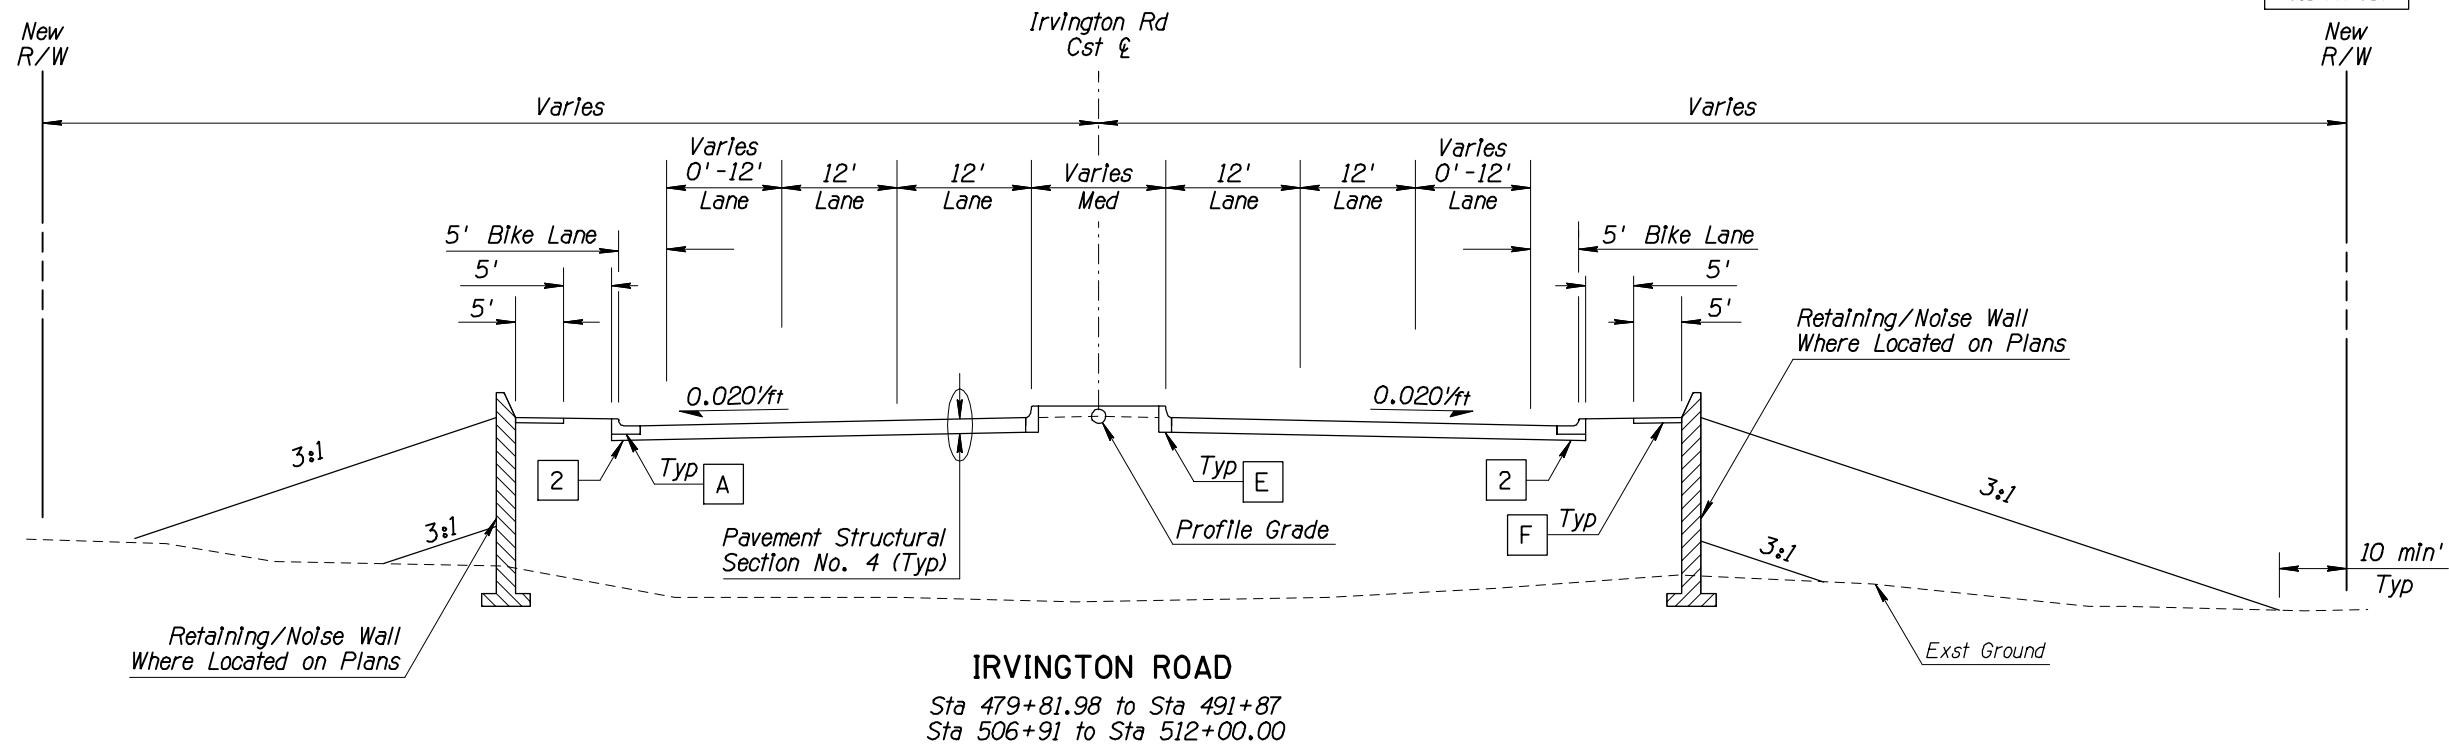 New
R/W
Irvington Rd
Cst ℄
New
R/W
Varies
Varies
Varies
0'-12'
Lane
12'
Lane
12'
Lane
Varies
Med
12'
Lane
12'
Lane
Varies
0'-12'
Lane
5' Bike Lane
5' Bike Lane
5'
5'
5'
5'
Retaining/Noise Wall
Where Located on Plans
0.020'/ft
0.020'/ft
3:1
3:1
2
Typ A
Typ E
2
3:1
3:1
F Typ
Pavement Structural
Section No. 4 (Typ)
Profile Grade
10 min'
Typ
Retaining/Noise Wall
Where Located on Plans
Exst Ground
IRVINGTON ROAD
Sta 479+81.98 to Sta 491+87
Sta 506+91 to Sta 512+00.00